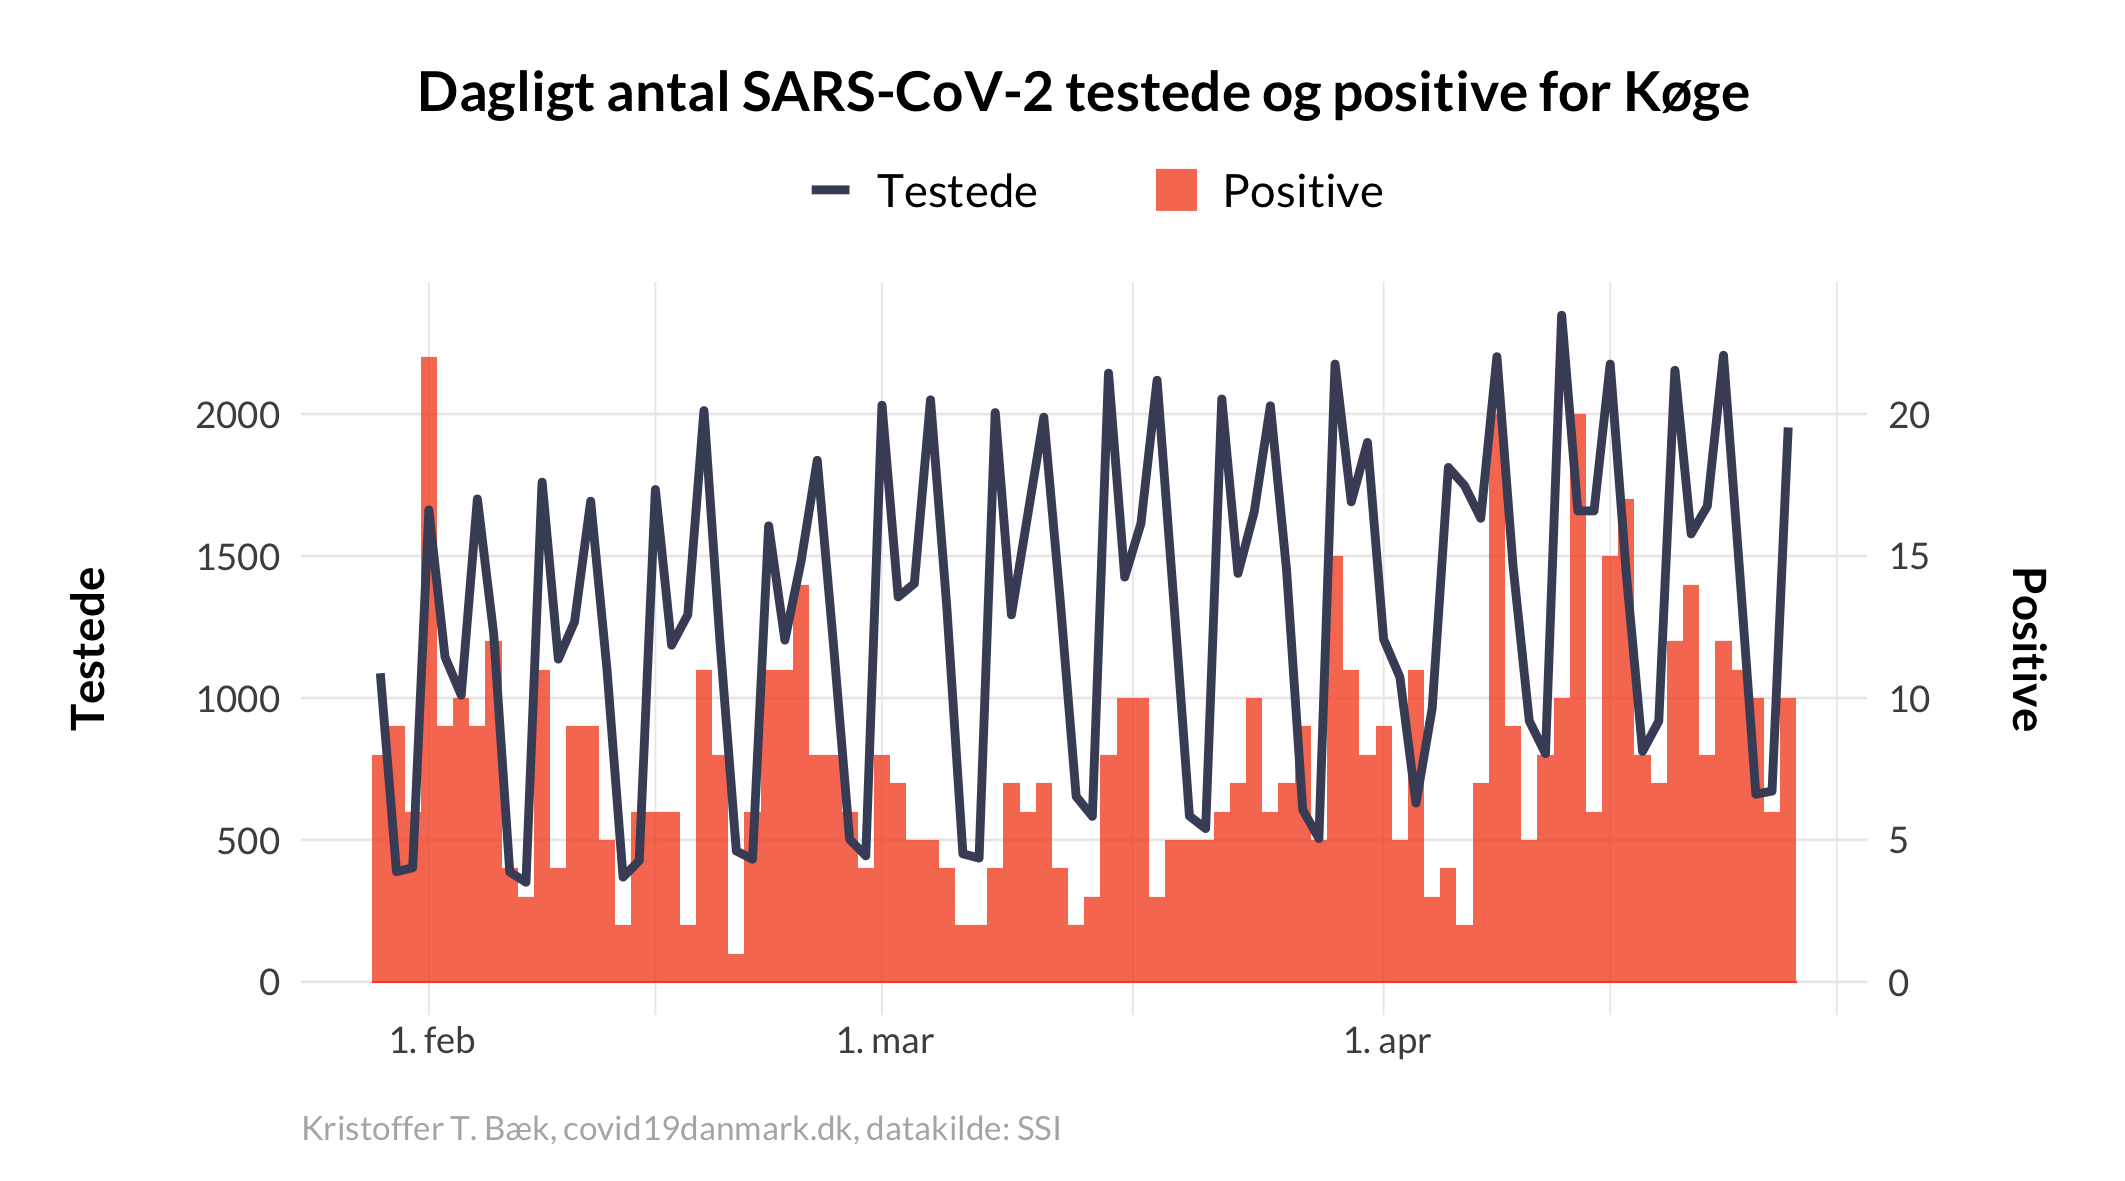 Dagligt antal SARS-CoV-2 testede og positive for Køge
Testede
Positive
Testede
2000
1500
1000
500
0
20
15
10
5
0
Positive
1. feb
1. mar
1. apr
Kristoffer T. Bæk, covid19danmark.dk, datakilde: SSI